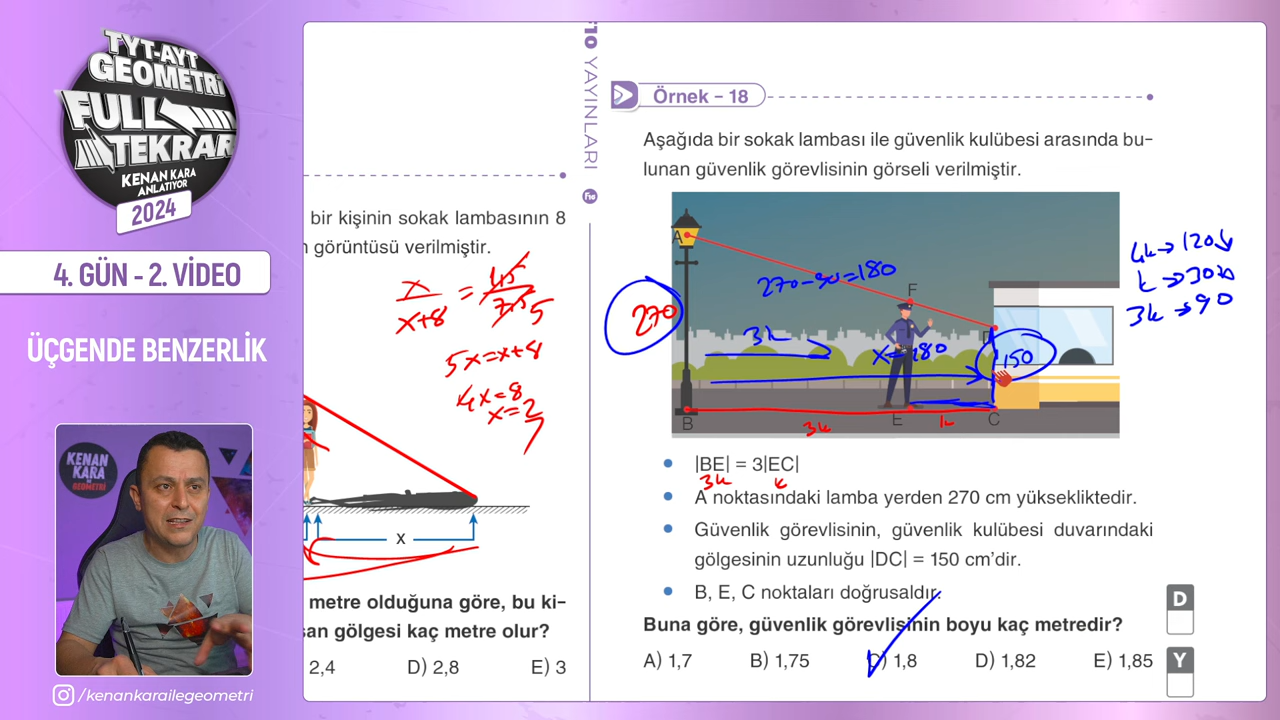 TYT-AYT
GEOMETRİ
FULL
TEKRAR
KENAN KARA
ANLATIYOR
2024
4. GÜN - 2. VİDEO
ÜÇGENDE BENZERLİK
KENAN
KARA
GEOMETRİ
/kenankarailegeometri
bir kişinin sokak lambasının 8
görüntüsü verilmiştir.
x
x+8
=
5
5x=x+8
4x=8
x=2
x
metre olduğuna göre, bu ki-
gölgesi kaç metre olur?
2,4 D) 2,8 E) 3
YAYINLARI
Örnek - 18
Aşağıda bir sokak lambası ile güvenlik kulübesi arasında bu-
lunan güvenlik görevlisinin görseli verilmiştir.
A
270-90=180
F
270
3k
x=180
150
B
3k
E
k
C
4k→120
k→30
3k→90
• |BE| = 3|EC|
3k k
• A noktasındaki lamba yerden 270 cm yüksekliktedir.
• Güvenlik görevlisinin, güvenlik kulübesi duvarındaki
gölgesinin uzunluğu |DC| = 150 cm'dir.
• B, E, C noktaları doğrusaldır.
Buna göre, güvenlik görevlisinin boyu kaç metredir?
A) 1,7 B) 1,75 C) 1,8 D) 1,82 E) 1,85
D
Y